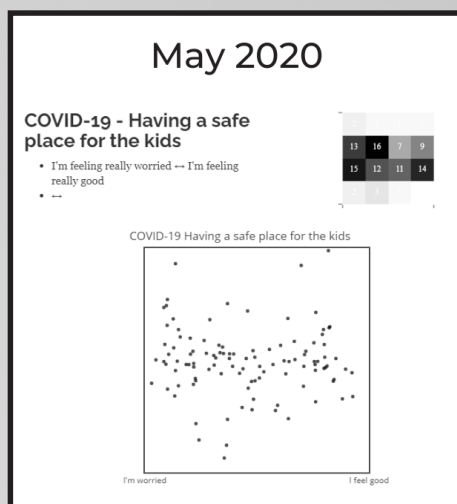 May 2020
COVID-19 - Having a safe
place for the kids
• I'm feeling really worried ↔ I'm feeling
really good
• ↔
13 16 7 9
15 12 11 14
COVID-19 Having a safe place for the kids
I'm worried I feel good